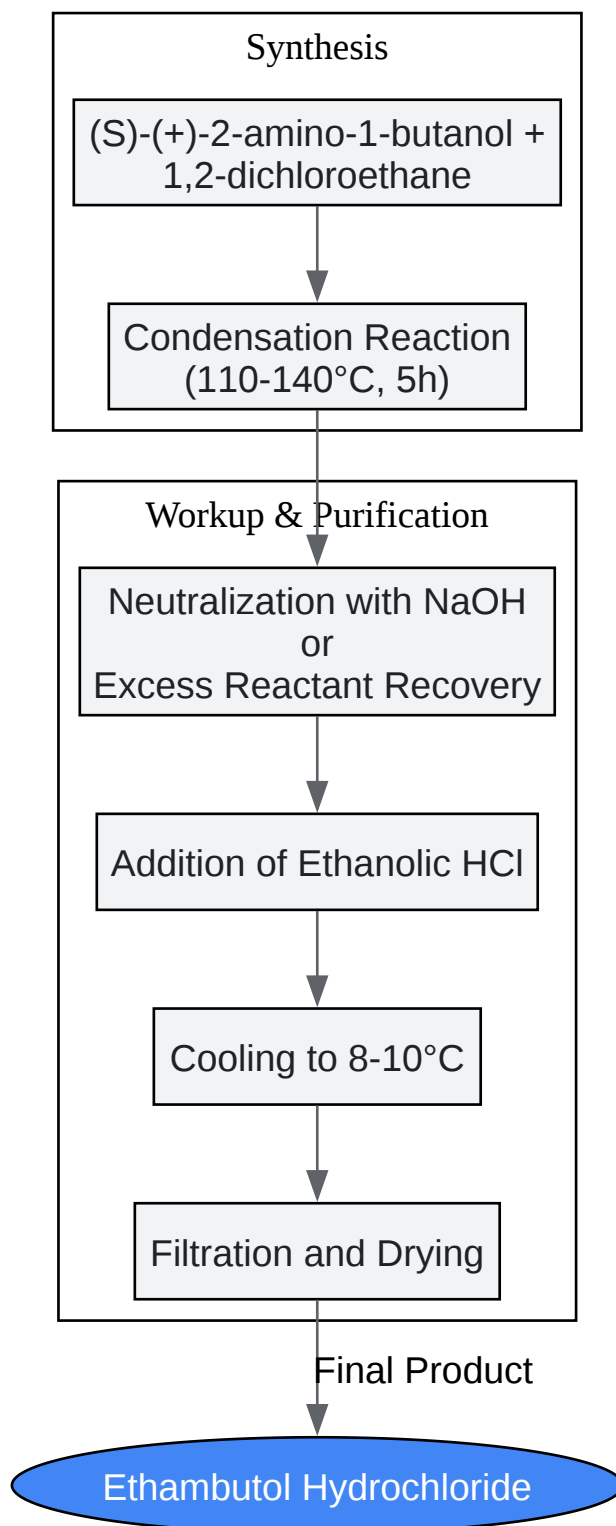 Synthesis
(S)-(+)-2-amino-1-butanol +
1,2-dichloroethane
Condensation Reaction
(110-140°C, 5h)
Workup & Purification
Neutralization with NaOH
or
Excess Reactant Recovery
Addition of Ethanolic HCl
Cooling to 8-10°C
Filtration and Drying
Final Product
Ethambutol Hydrochloride